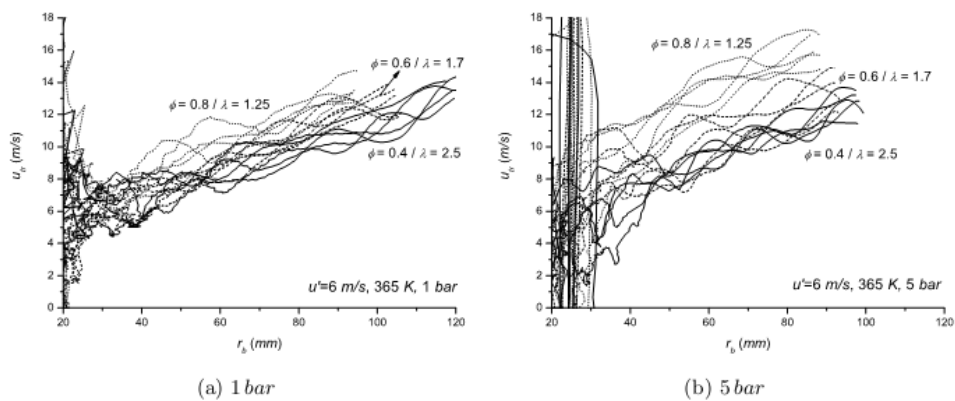 18
16
14
12
10
8
6
4
2
0
u_tr (m/s)
ϕ = 0.6 / λ = 1.7
ϕ = 0.8 / λ = 1.25
ϕ = 0.4 / λ = 2.5
u'=6 m/s, 365 K, 1 bar
20 40 60 80 100 120
r_b (mm)
(a) 1 bar
18
16
14
12
10
8
6
4
2
0
u_tr (m/s)
ϕ = 0.8 / λ = 1.25
ϕ = 0.6 / λ = 1.7
ϕ = 0.4 / λ = 2.5
u'=6 m/s, 365 K, 5 bar
20 40 60 80 100 120
r_b (mm)
(b) 5 bar